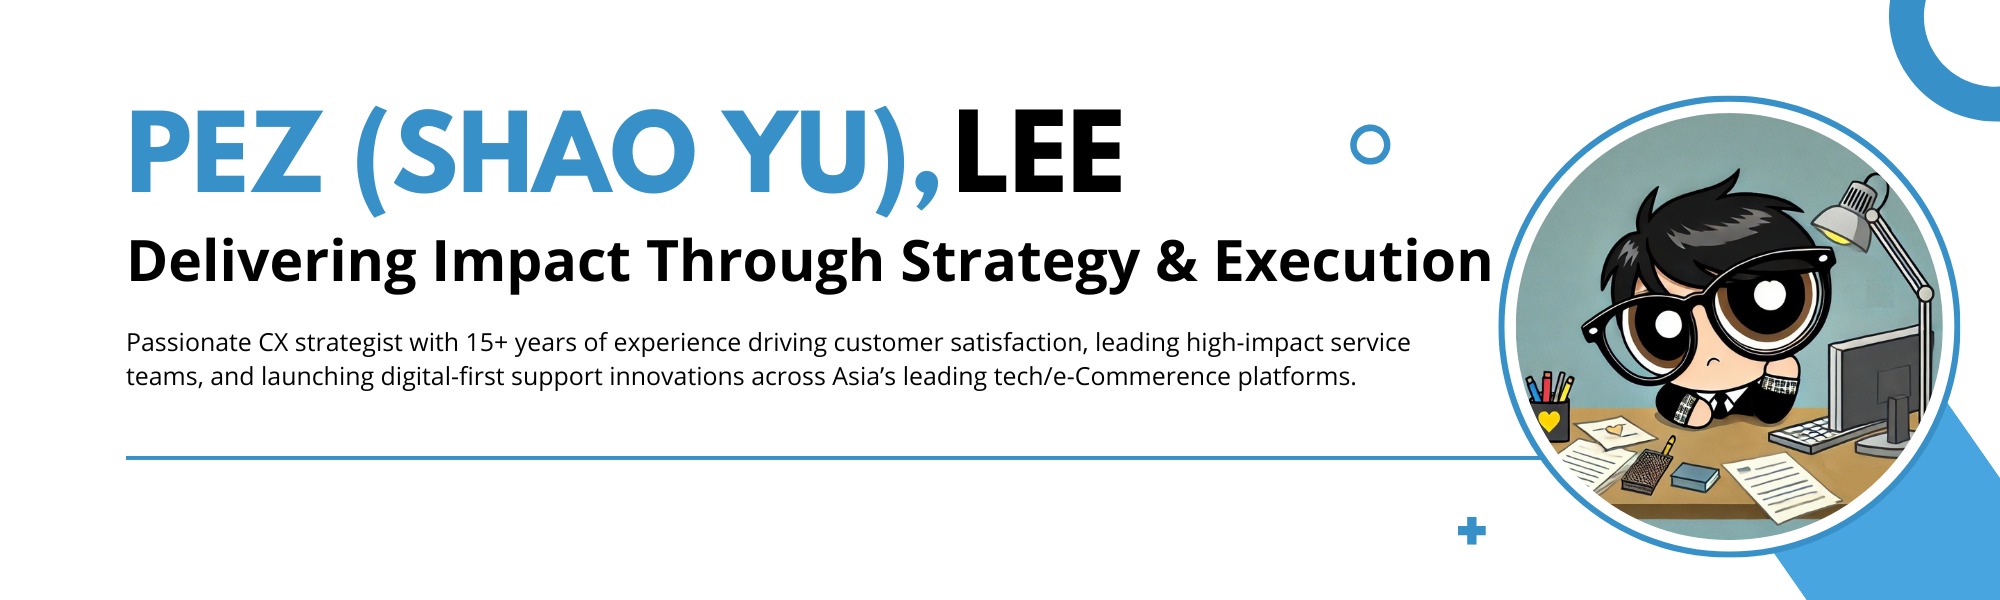 PEZ (SHAO YU), LEE
Delivering Impact Through Strategy & Execution
Passionate CX strategist with 15+ years of experience driving customer satisfaction, leading high-impact service
teams, and launching digital-first support innovations across Asia’s leading tech/e-Commerence platforms.